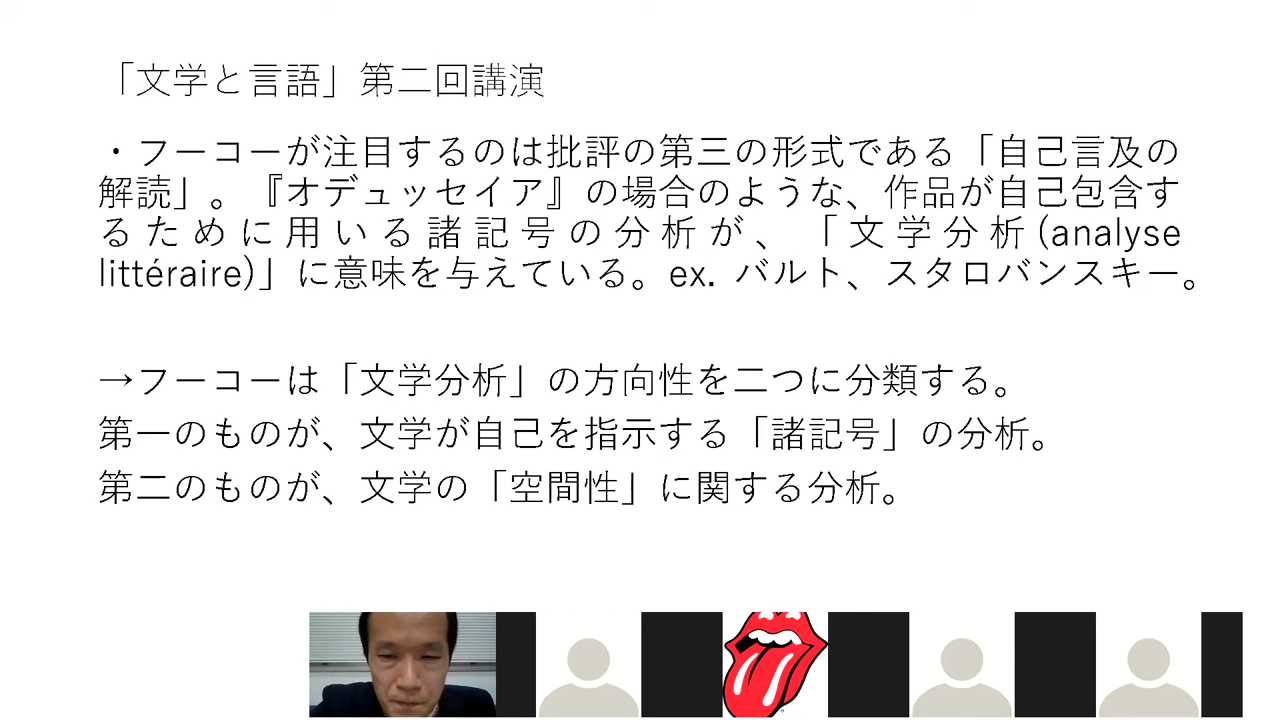 「文学と言語」第二回講演
・フーコーが注目するのは批評の第三の形式である「自己言及の
解読」。『オデュッセイア』の場合のような、作品が自己包含す
るために用いる諸記号の分析が、「文学分析(analyse
littéraire)」に意味を与えている。ex. バルト、スタロバンスキー。
→フーコーは「文学分析」の方向性を二つに分類する。
第一のものが、文学が自己を指示する「諸記号」の分析。
第二のものが、文学の「空間性」に関する分析。